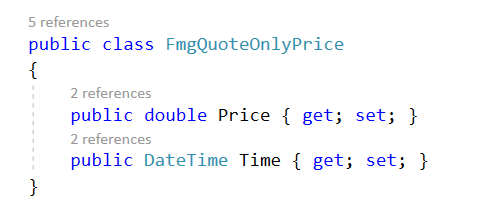 5 references
public class FmgQuoteOnlyPrice
{
2 references
public double Price { get; set; }
2 references
public DateTime Time { get; set; }
}